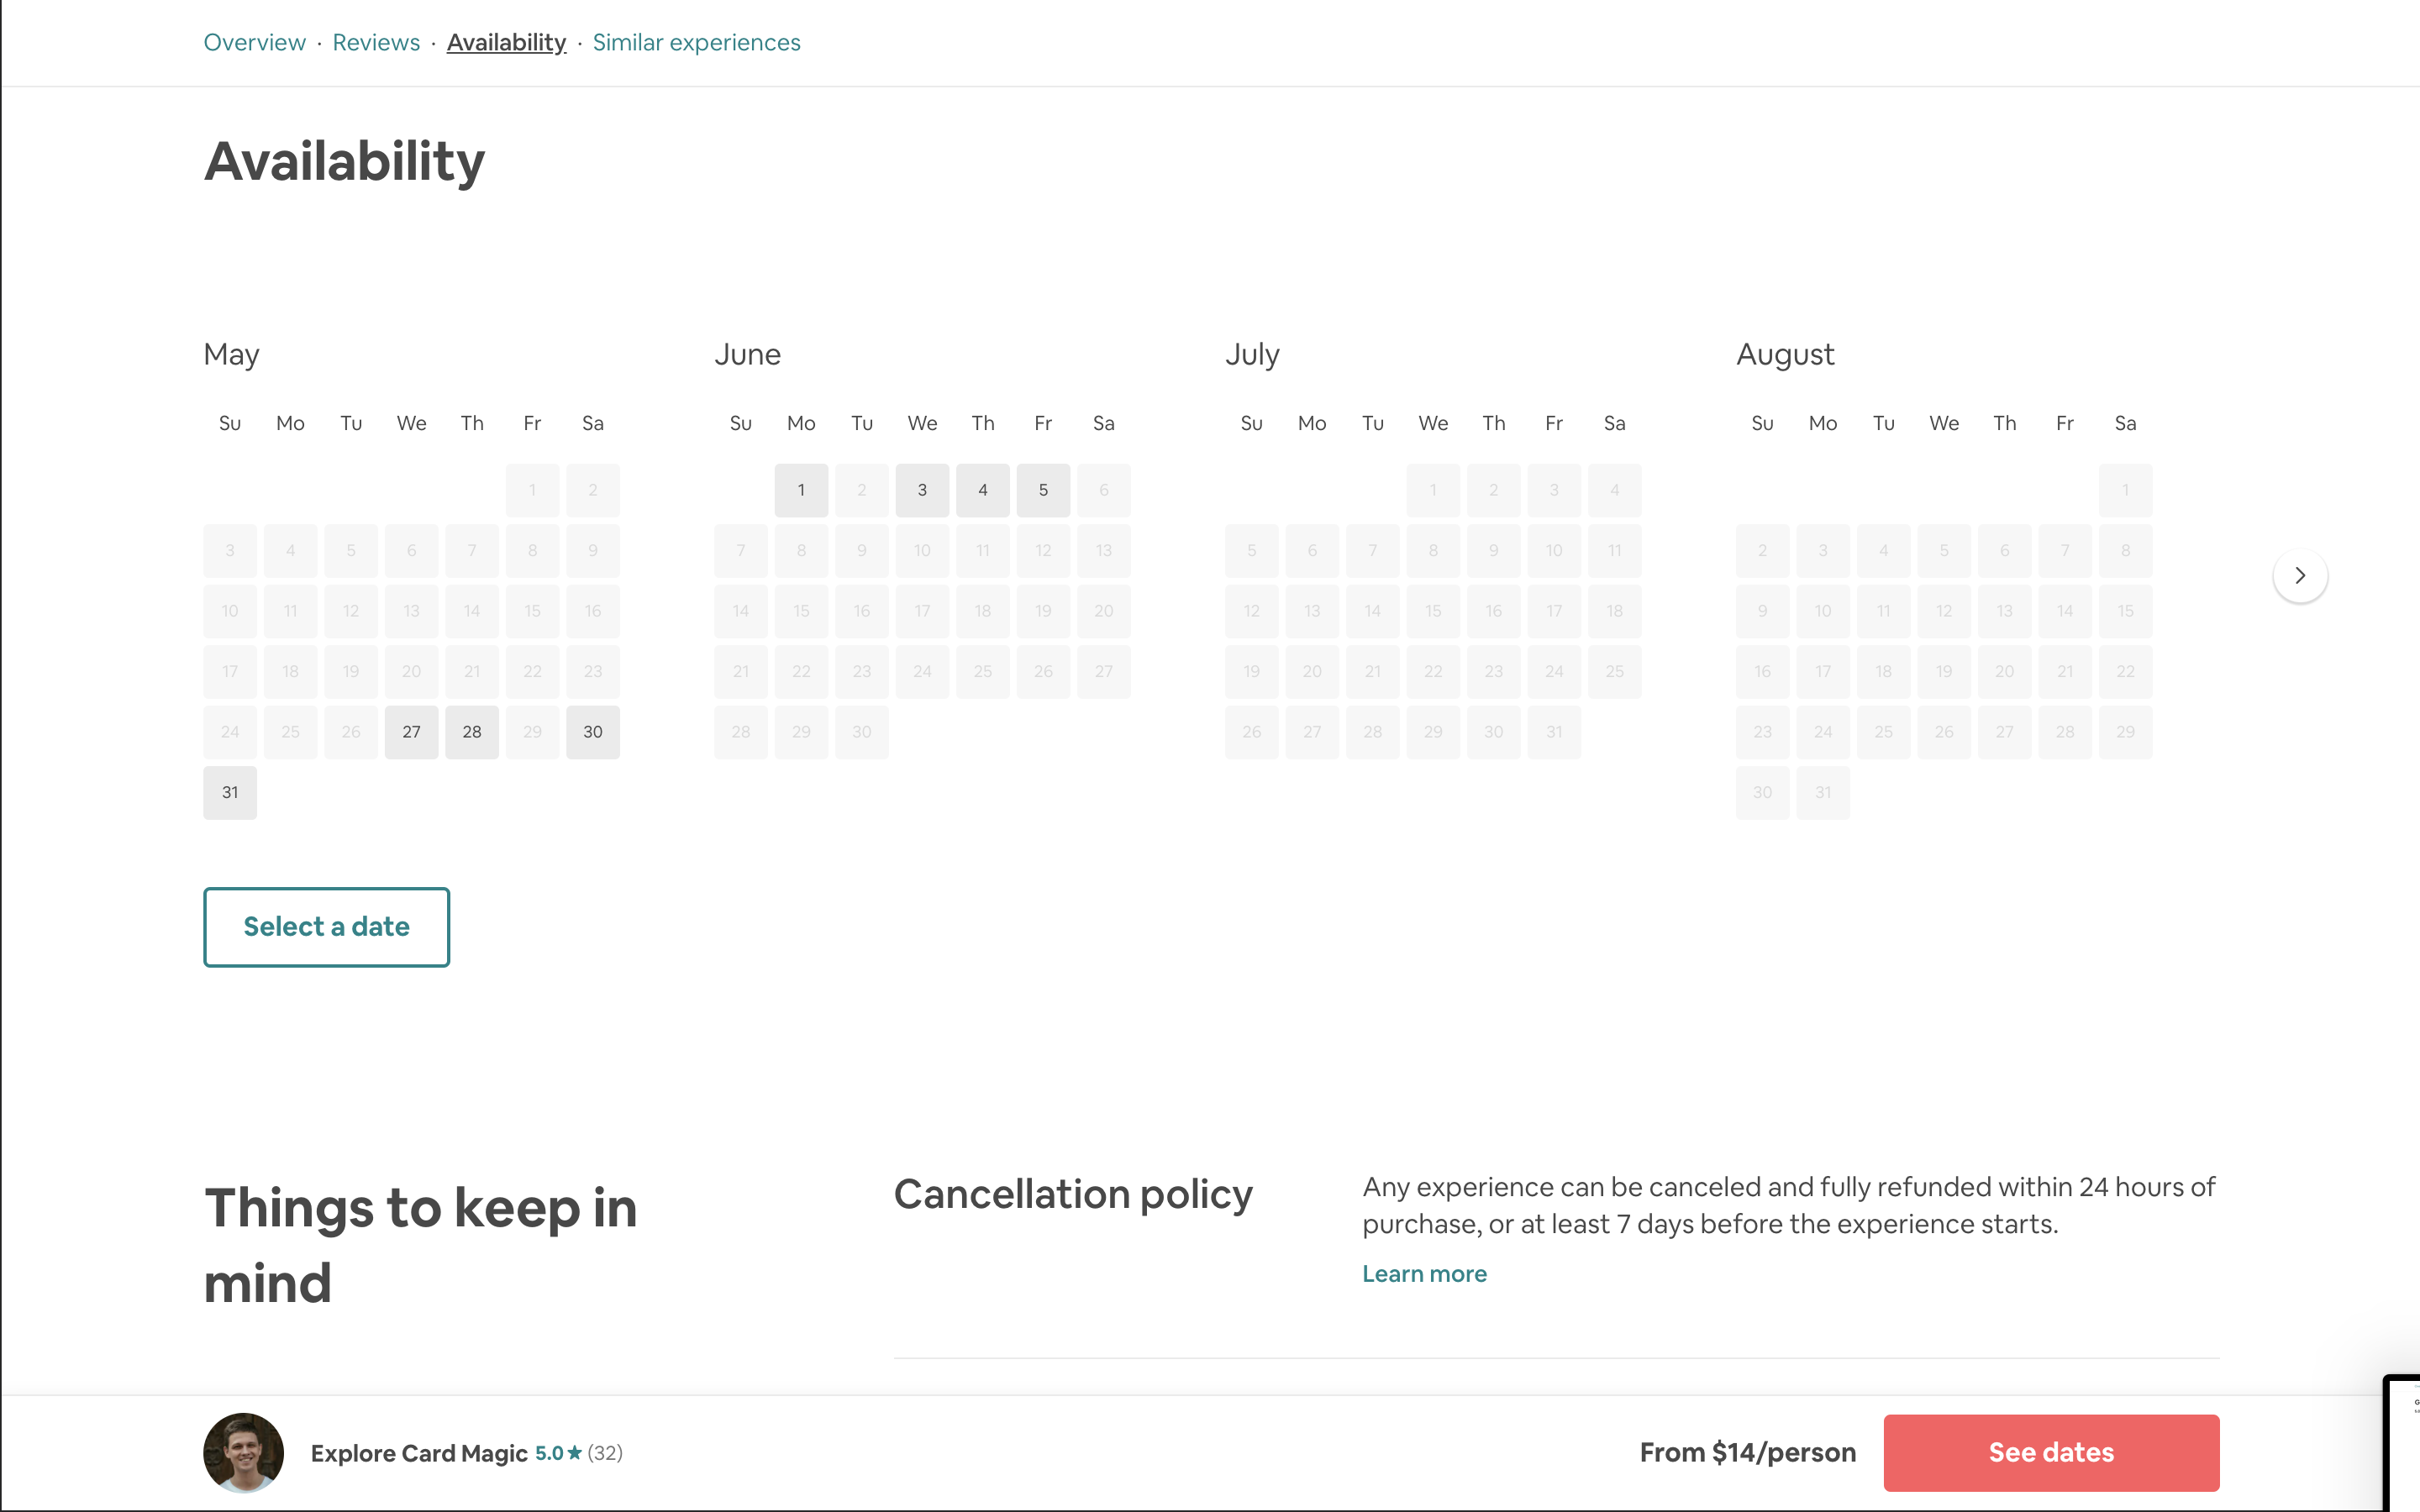 Overview · Reviews · Availability · Similar experiences
Availability
May
Su Mo Tu We Th Fr Sa
1 2
3 4 5 6 7 8 9
10 11 12 13 14 15 16
17 18 19 20 21 22 23
24 25 26 27 28 29 30
31
June
Su Mo Tu We Th Fr Sa
1 2 3 4 5 6
7 8 9 10 11 12 13
14 15 16 17 18 19 20
21 22 23 24 25 26 27
28 29 30
July
Su Mo Tu We Th Fr Sa
1 2 3 4
5 6 7 8 9 10 11
12 13 14 15 16 17 18
19 20 21 22 23 24 25
26 27 28 29 30 31
August
Su Mo Tu We Th Fr Sa
1
2 3 4 5 6 7 8
9 10 11 12 13 14 15
16 17 18 19 20 21 22
23 24 25 26 27 28 29
30 31
Select a date
Things to keep in
mind
Cancellation policy
Any experience can be canceled and fully refunded within 24 hours of
purchase, or at least 7 days before the experience starts.
Learn more
Explore Card Magic 5.0★ (32)
From $14/person
See dates